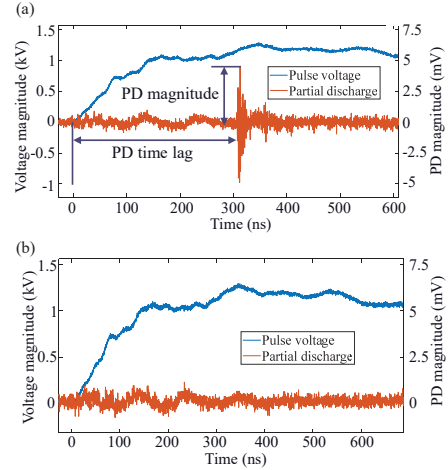 (a)
1.5
1
0.5
0
-0.5
-1
7.5
5
2.5
0
-2.5
-5
Voltage magnitude (kV)
PD magnitude (mV)
Pulse voltage
Partial discharge
PD magnitude
PD time lag
0 100 200 300 400 500 600
Time (ns)
(b)
1.5
1
0.5
0
7.5
5
2.5
0
Voltage magnitude (kV)
PD magnitude (mV)
Pulse voltage
Partial discharge
0 100 200 300 400 500 600
Time (ns)